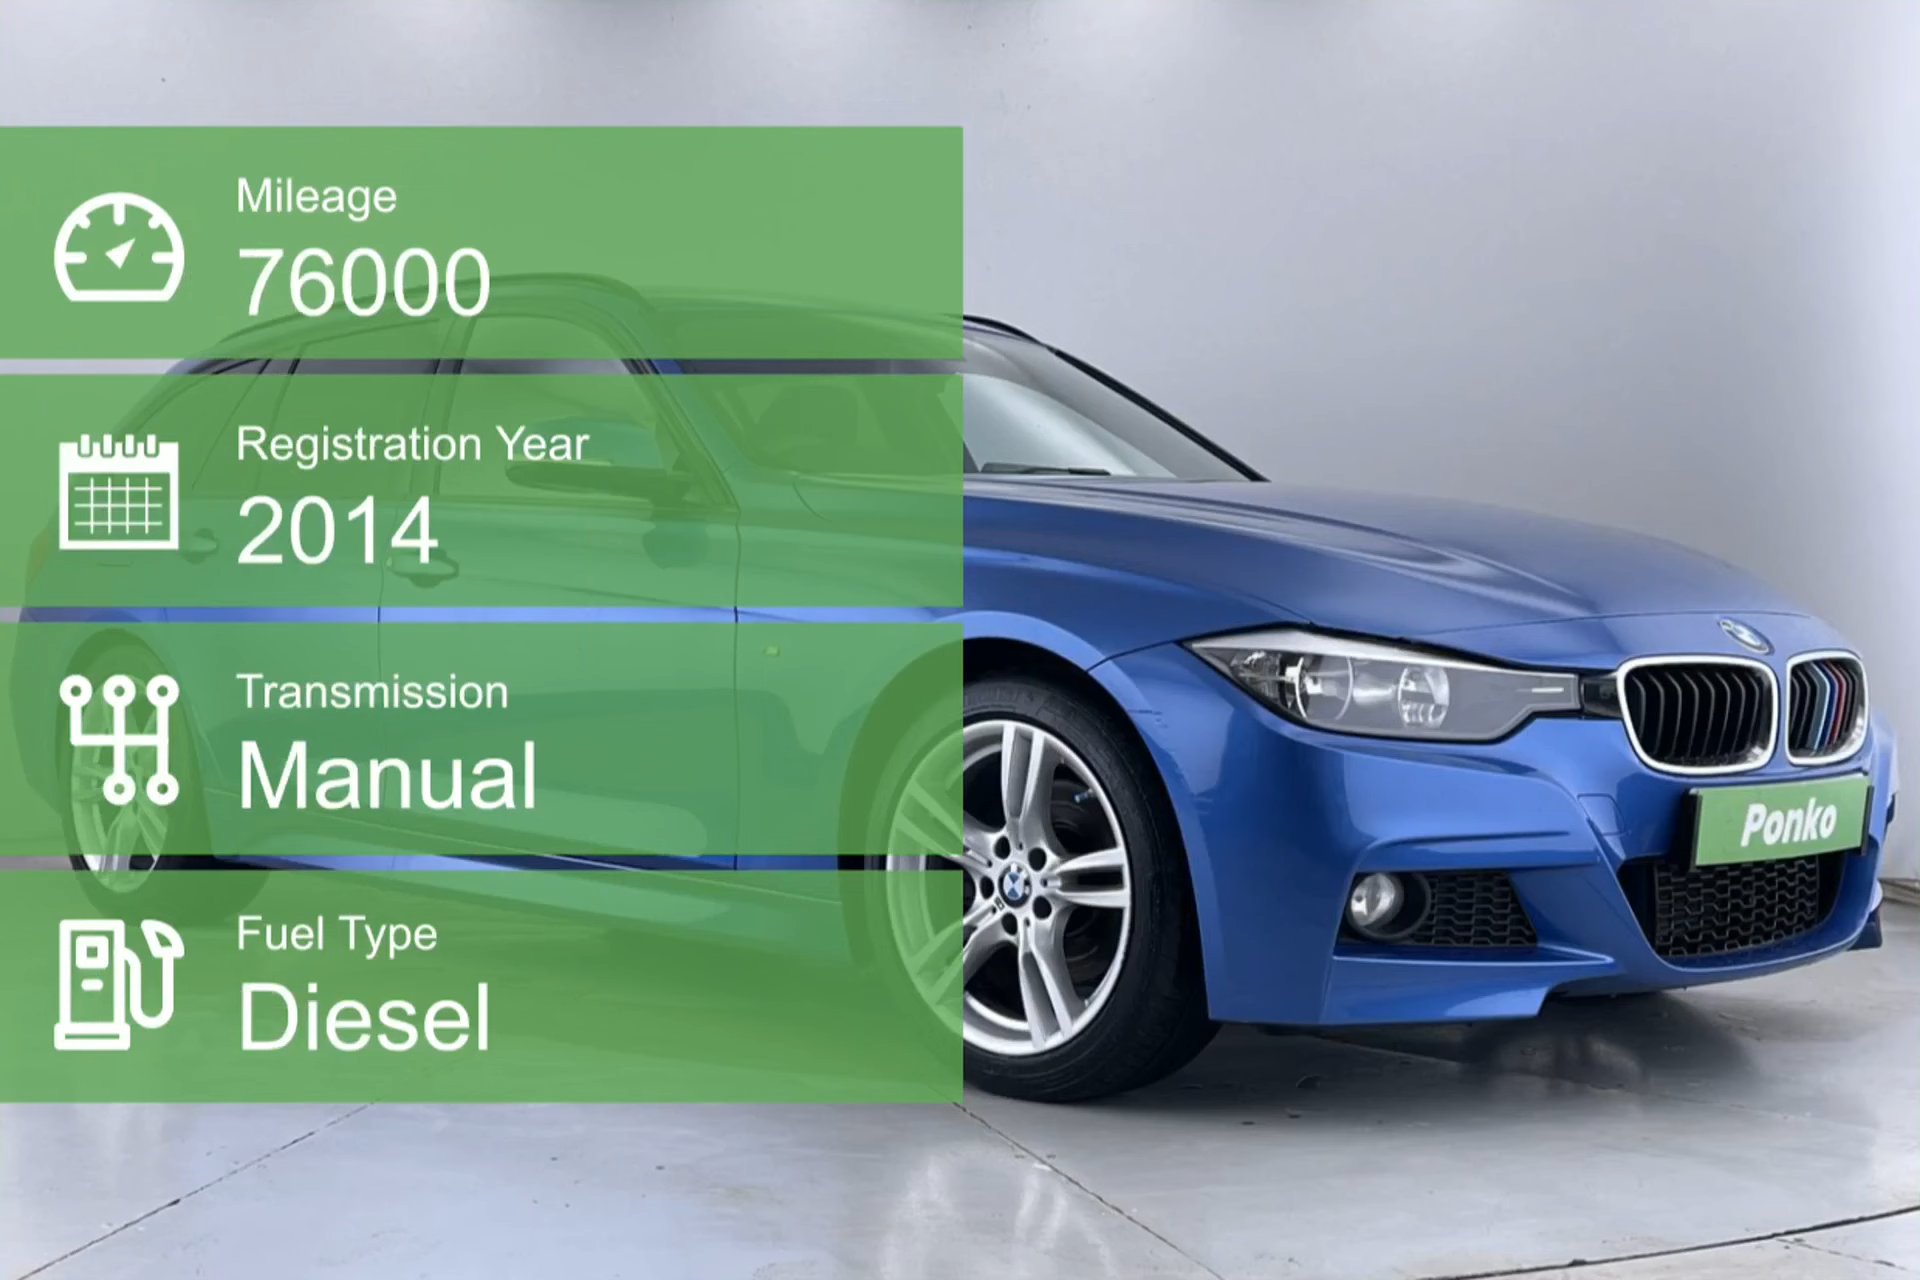 Mileage
76000
Registration Year
2014
Transmission
Manual
Fuel Type
Diesel
Ponko